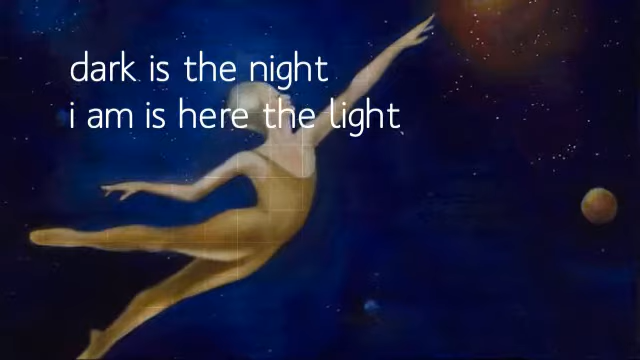 dark is the night
i am is here the light